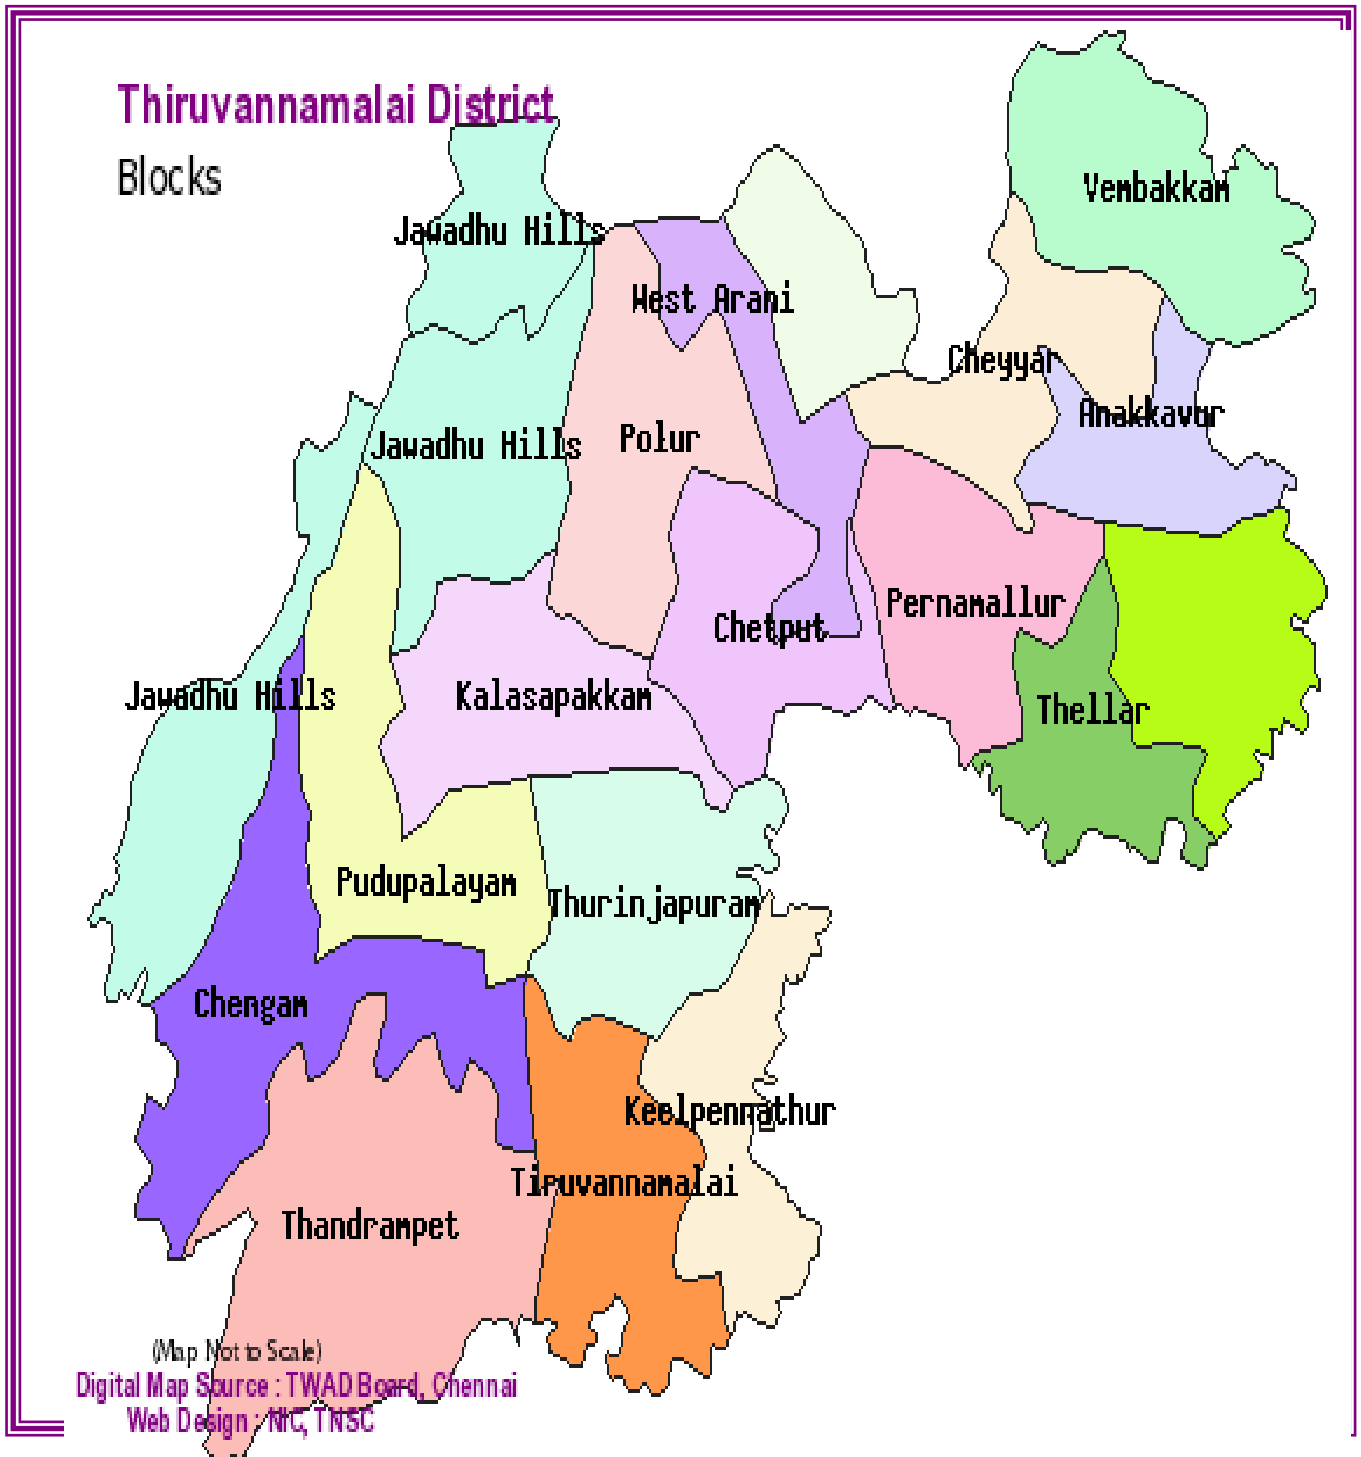 Thiruvannamalai District
Blocks
Vembakkam
Jawadhu Hills
West Arani
Cheyyar
Anakkavur
Polur
Jawadhu Hills
Pernamallur
Chetput
Jawadhu Hills
Kalasapakkam
Thellar
Pudupalayam
Thurinjapuram
Chengam
Keelpennathur
Tiruvannamalai
Thandrampet
(Map Not to Scale)
Digital Map Source : TWAD Board, Chennai
Web Design : NIC, TNSC